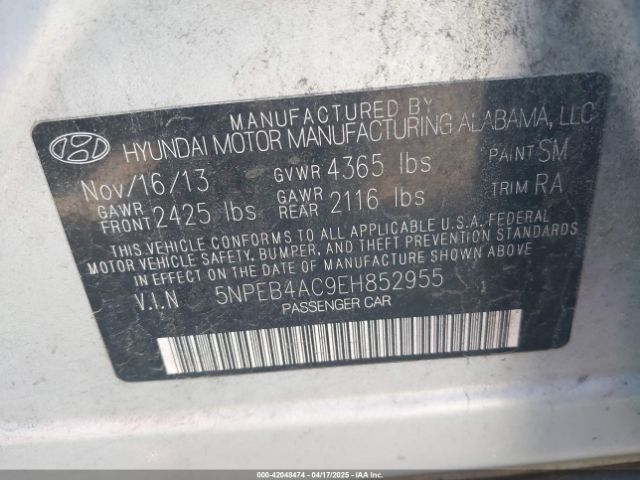 MANUFACTURED BY
HYUNDAI MOTOR MANUFACTURING ALABAMA, LLC
Nov/16/13 GVWR 4365 lbs PAINT SM
GAWR FRONT 2425 lbs GAWR REAR 2116 lbs TRIM RA
THIS VEHICLE CONFORMS TO ALL APPLICABLE U.S.A. FEDERAL
MOTOR VEHICLE SAFETY, BUMPER, AND THEFT PREVENTION STANDARDS
IN EFFECT ON THE DATE OF MANUFACTURE SHOWN ABOVE.
V.I.N 5NPEB4AC9EH852955
PASSENGER CAR
000-42048474 - 04/17/2025 - IAAI.com